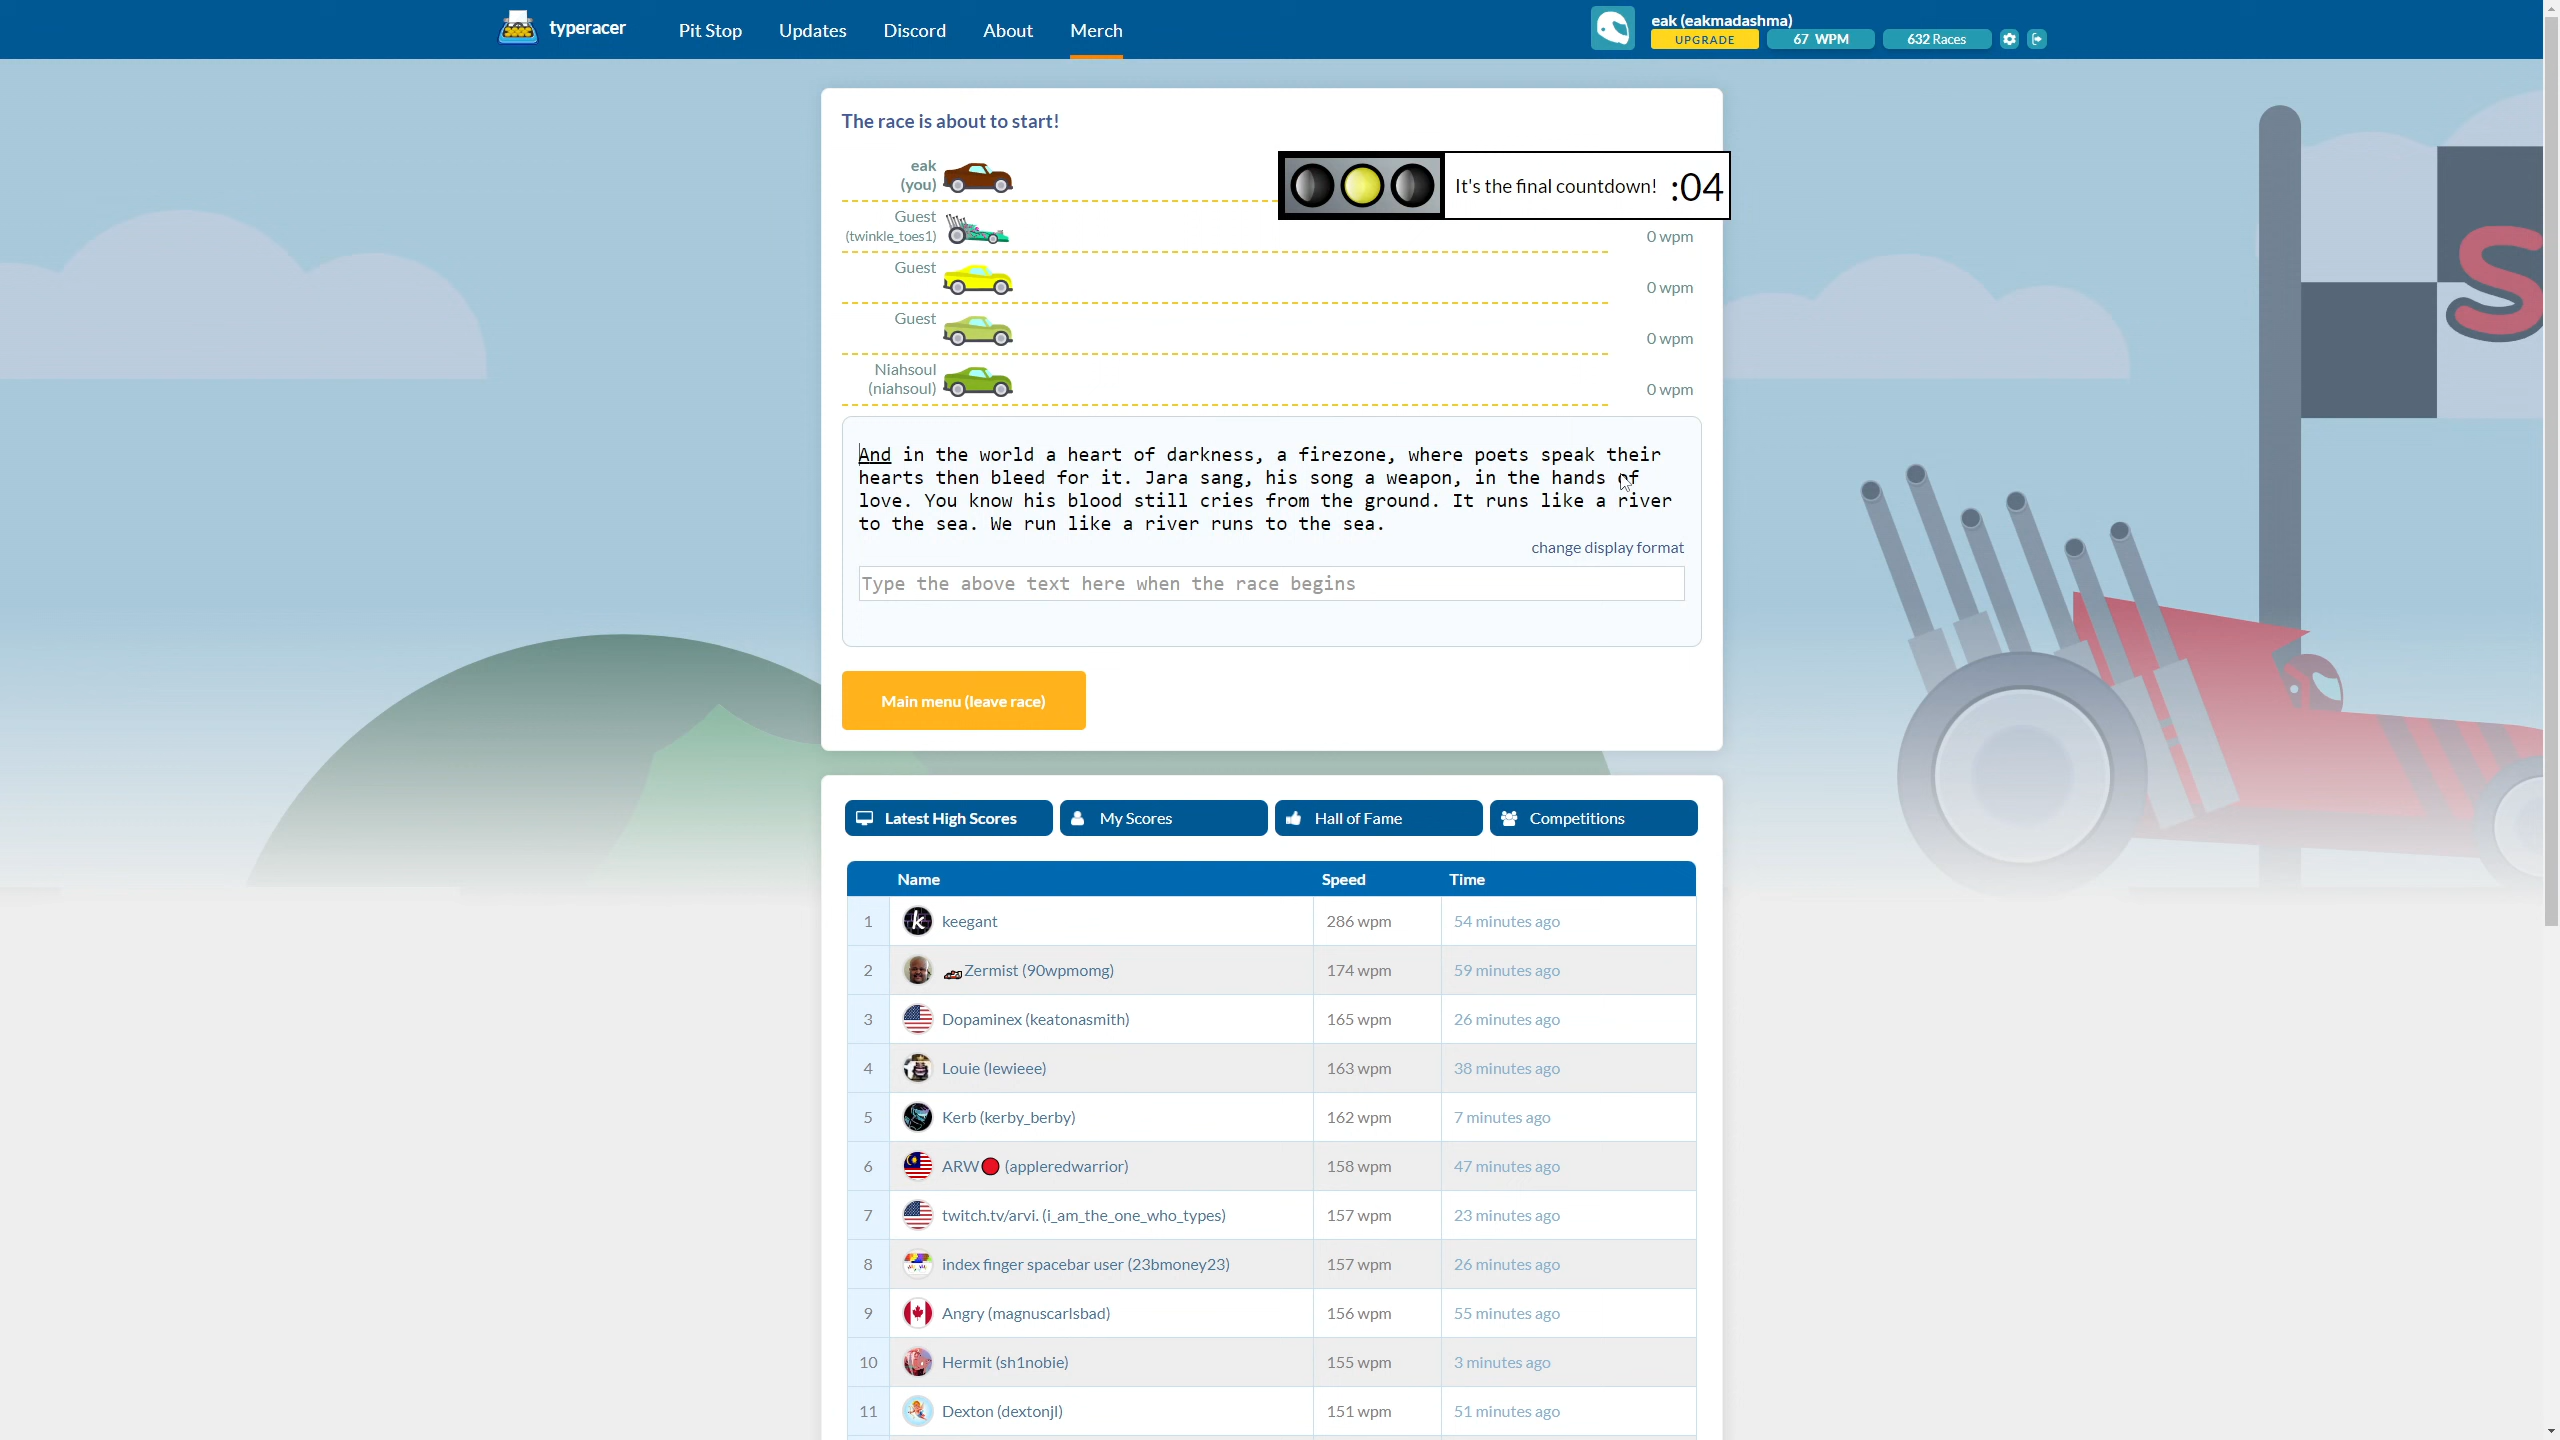 typeracer
Pit Stop
Updates
Discord
About
Merch
eak (eakmadashma)
UPGRADE
67 WPM
632 Races
The race is about to start!
eak
(you)
It's the final countdown! :04
Guest
(twinkle_toes1)
0 wpm
Guest
0 wpm
Guest
0 wpm
Niahsoul
(niahsoul)
0 wpm
And in the world a heart of darkness, a firezone, where poets speak their
hearts then bleed for it. Jara sang, his song a weapon, in the hands of
love. You know his blood still cries from the ground. It runs like a river
to the sea. We run like a river runs to the sea.
change display format
Type the above text here when the race begins
Main menu (leave race)
Latest High Scores
My Scores
Hall of Fame
Competitions
Name Speed Time
1 keegant 286 wpm 54 minutes ago
2 Zermist (90wpmomg) 174 wpm 59 minutes ago
3 Dopaminex (keatonasmith) 165 wpm 26 minutes ago
4 Louie (lewieee) 163 wpm 38 minutes ago
5 Kerb (kerby_berby) 162 wpm 7 minutes ago
6 ARW🔴 (appleredwarrior) 158 wpm 47 minutes ago
7 twitch.tv/arvi. (i_am_the_one_who_types) 157 wpm 23 minutes ago
8 index finger spacebar user (23bmoney23) 157 wpm 26 minutes ago
9 Angry (magnuscarlsbad) 156 wpm 55 minutes ago
10 Hermit (sh1nobie) 155 wpm 3 minutes ago
11 Dexton (dextonjl) 151 wpm 51 minutes ago